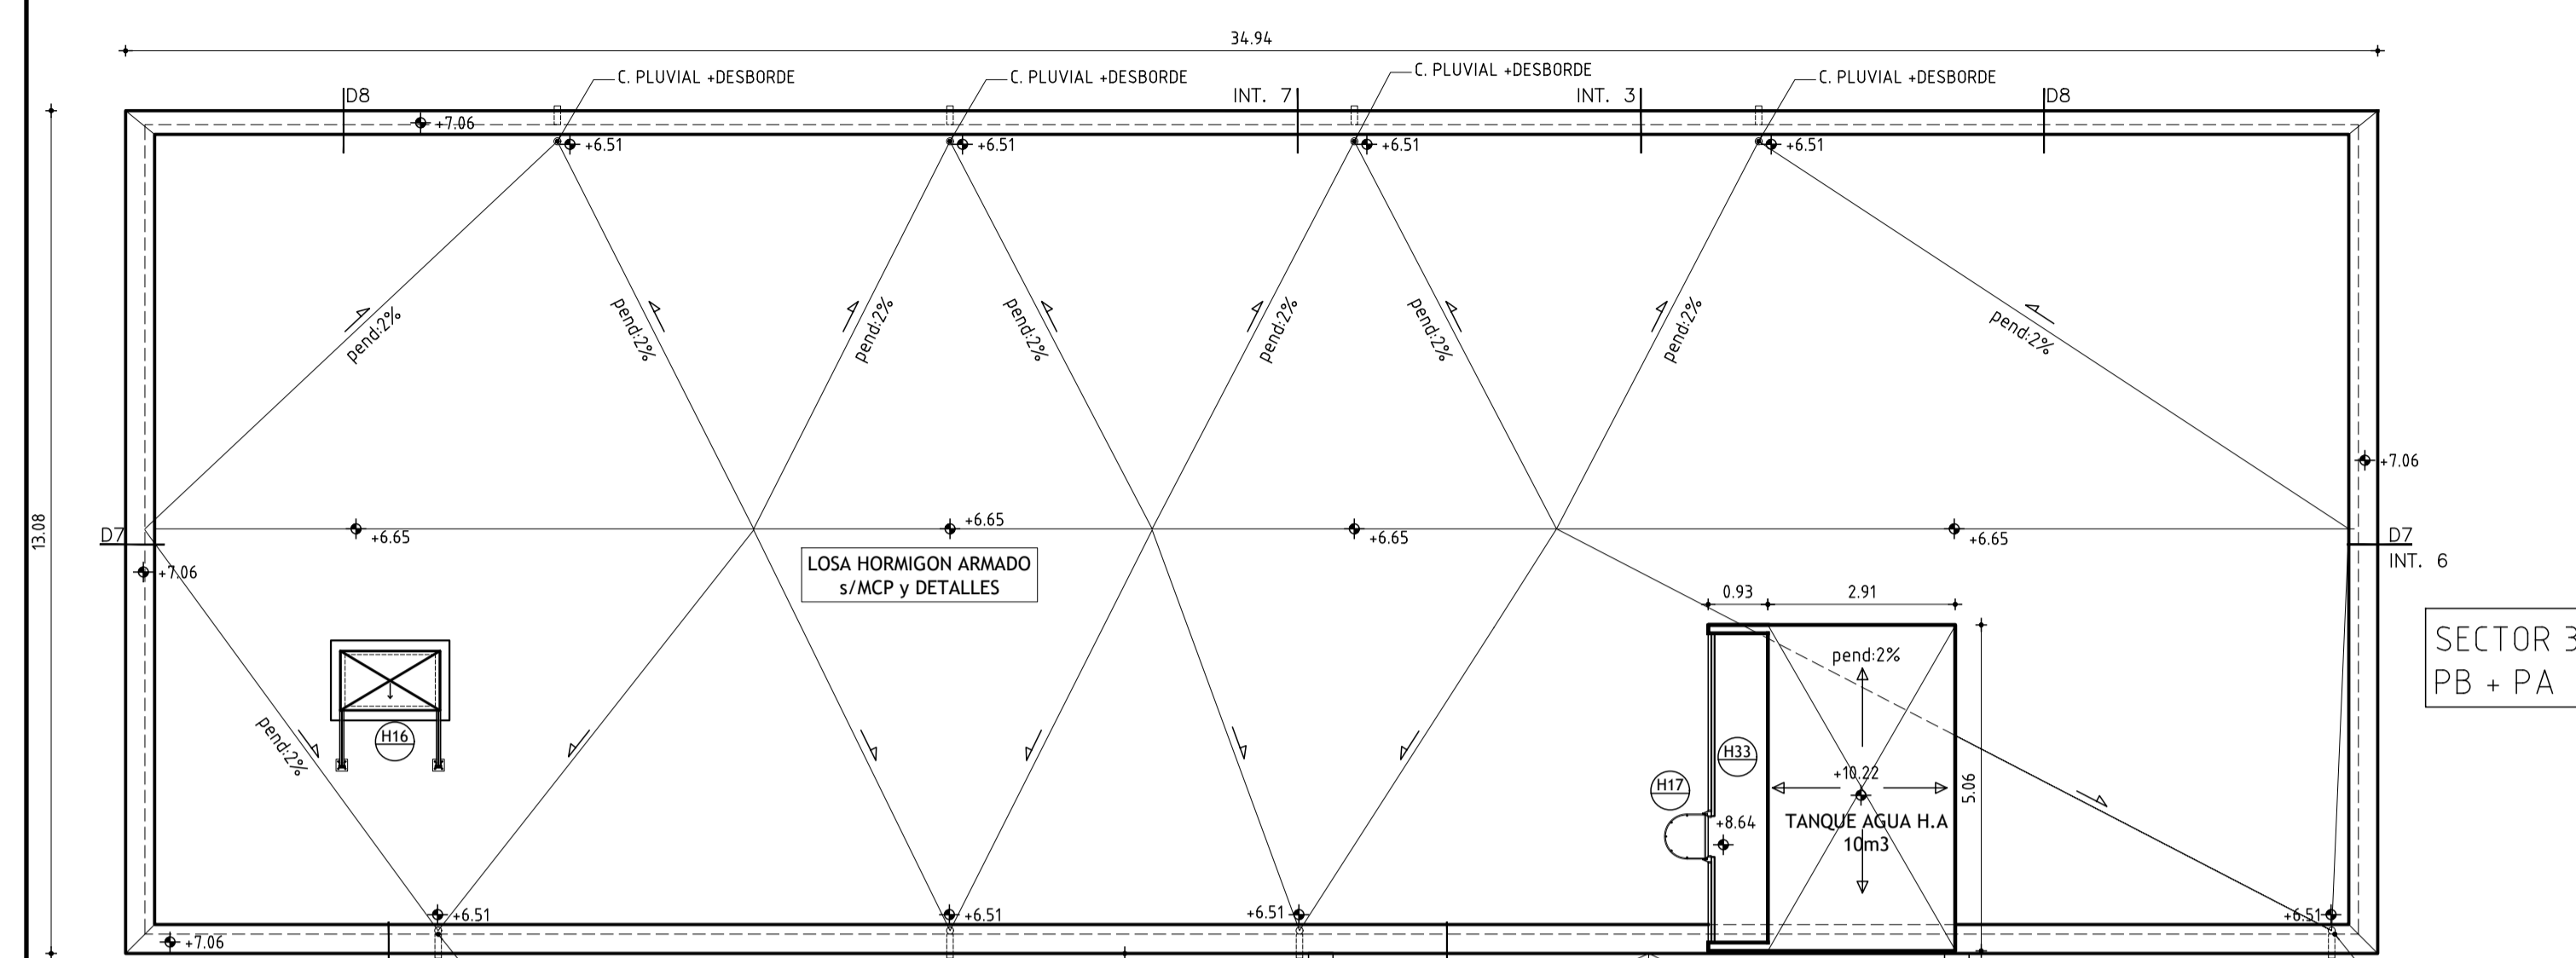 34.94
C. PLUVIAL +DESBORDE
C. PLUVIAL +DESBORDE
C. PLUVIAL +DESBORDE
C. PLUVIAL +DESBORDE
D8
INT. 7
INT. 3
D8
+7.06
+6.51
+6.51
+6.51
+6.51
pend:2%
pend:2%
pend:2%
pend:2%
pend:2%
pend:2%
pend:2%
pend:2%
+7.06
13.08
D7
+6.65
+6.65
+6.65
+6.65
D7
INT. 6
+7.06
LOSA HORMIGON ARMADO
s/MCP y DETALLES
0.93
2.91
SECTOR 3
PB + PA
pend:2%
pend:2%
H16
H33
H17
+10.22
5.06
+8.64
TANQUE AGUA H.A
10m3
+6.51
+6.51
+6.51
+6.51
+7.06